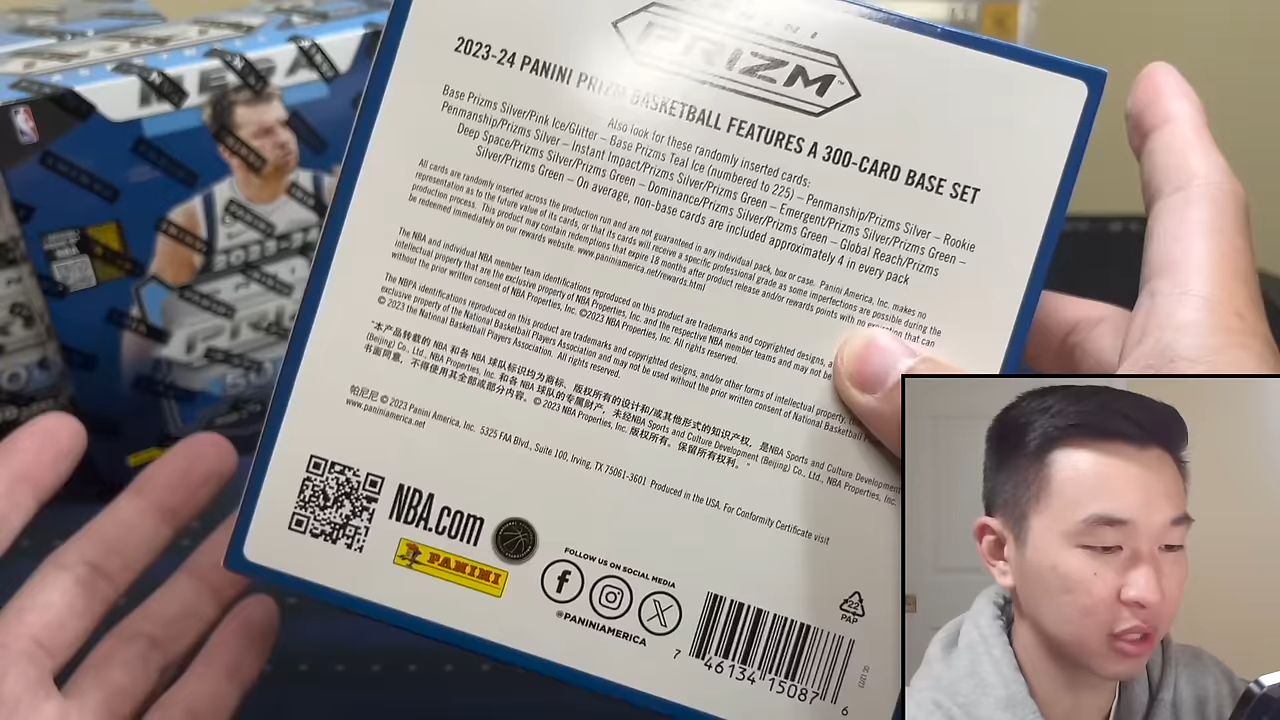 PRIZM
2023-24 PANINI PRIZM BASKETBALL FEATURES A 300-CARD BASE SET
Also look for these randomly inserted cards:
Base Prizms Silver/Pink Ice/Glitter – Base Prizms Teal Ice (numbered to 225) – Penmanship/Prizms Silver – Rookie
Penmanship/Prizms Silver – Instant Impact/Prizms Silver/Prizms Green – Emergent/Prizms Silver/Prizms Green –
Deep Space/Prizms Silver/Prizms Green – Dominance/Prizms Silver/Prizms Green – Global Reach/Prizms
Silver/Prizms Green – On average, non-base cards are included approximately 4 in every pack
All cards are randomly inserted across the production run and are not guaranteed in any individual pack, box or case. Panini America, Inc. makes no
representation as to the future value of its cards, or that its cards will receive a specific professional grade as some imperfections are possible during the
production process. This product may contain redemptions that expire 18 months after product release and/or rewards points with no expiration that can
be redeemed immediately on our rewards website. www.paniniamerica.net/rewards.html
The NBA and individual NBA member team identifications reproduced on this product are trademarks and copyrighted designs, and/or other forms of
intellectual property that are the exclusive property of NBA Properties, Inc. and the respective NBA member teams and may not be
without the prior written consent of NBA Properties, Inc. ©2023 NBA Properties, Inc. All rights reserved.
The NBPA identifications reproduced on this product are trademarks and copyrighted designs, and/or other forms of intellectual property,
exclusive property of the National Basketball Players Association and may not be used without the prior written consent of National Basketball
© 2023 the National Basketball Players Association. All rights reserved.
"本产品转载的 NBA 和各 NBA 球队标识均为商标、版权所有的设计和/或其他形式的知识产权, 是NBA Sports and Culture Development
(Beijing) Co., Ltd., NBA Properties, Inc. 和各 NBA 球队的专属财产, 未经NBA Sports and Culture Development (Beijing) Co., Ltd., NBA Properties, Inc.
书面同意, 不得使用其全部或部分内容。© 2023 NBA Properties, Inc. 版权所有。保留所有权利。"
帕尼尼 © 2023 Panini America, Inc. 5325 FAA Blvd., Suite 100, Irving, TX 75061-3601 Produced in the USA. For Conformity Certificate visit
www.paniniamerica.net
NBA.com
PANINI
FOLLOW US ON SOCIAL MEDIA
@PANINIAMERICA
22
PAP
7 46134 15087 6